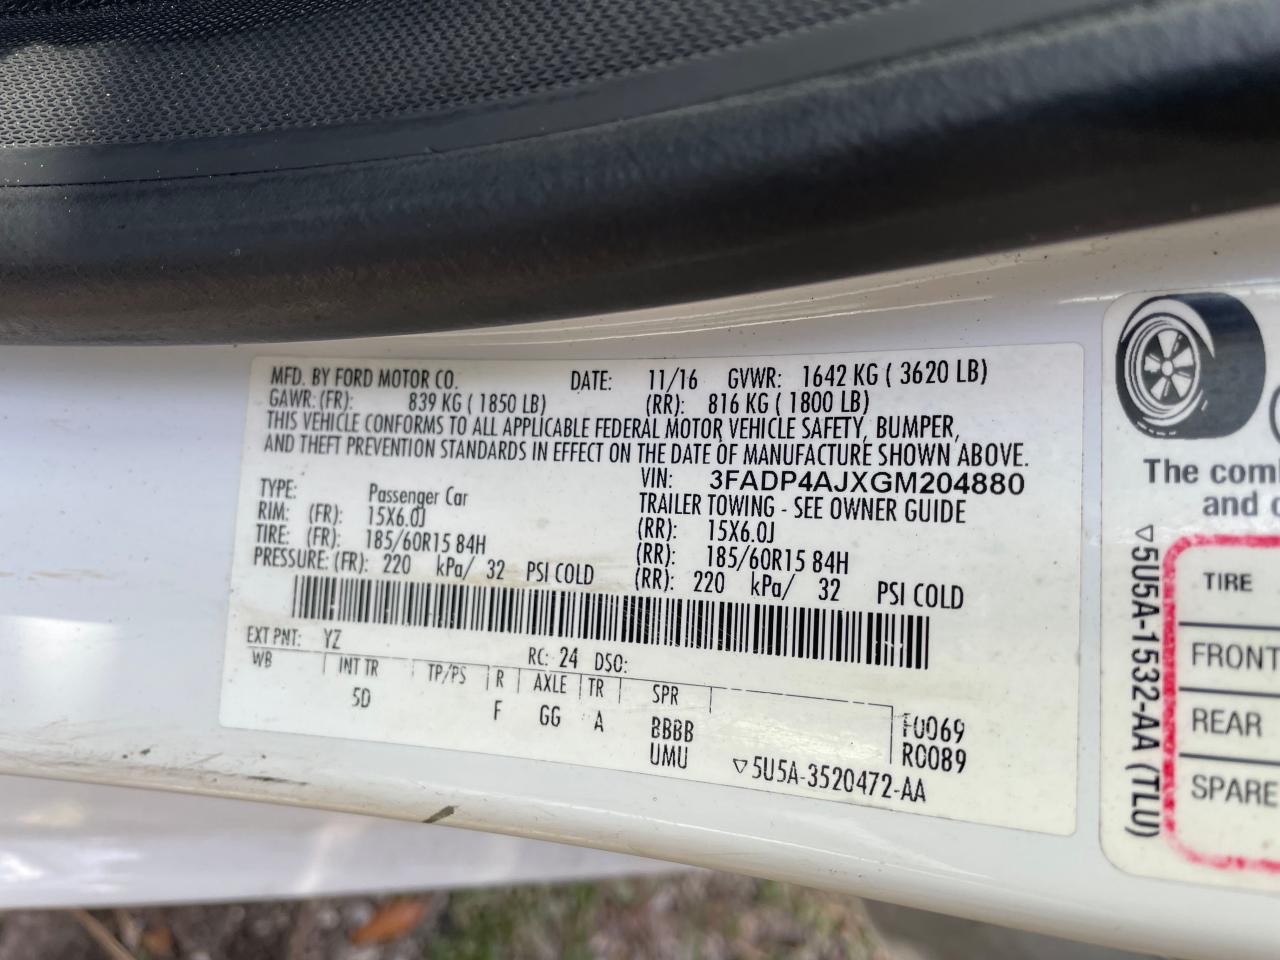 MFD. BY FORD MOTOR CO. DATE: 11/16 GVWR: 1642 KG ( 3620 LB)
GAWR: (FR): 839 KG ( 1850 LB) (RR): 816 KG ( 1800 LB)
THIS VEHICLE CONFORMS TO ALL APPLICABLE FEDERAL MOTOR VEHICLE SAFETY, BUMPER,
AND THEFT PREVENTION STANDARDS IN EFFECT ON THE DATE OF MANUFACTURE SHOWN ABOVE.
VIN: 3FADP4AJXGM204880
TYPE: Passenger Car TRAILER TOWING - SEE OWNER GUIDE
RIM: (FR): 15X6.0J (RR): 15X6.0J
TIRE: (FR): 185/60R15 84H (RR): 185/60R15 84H
PRESSURE: (FR): 220 kPa/ 32 PSI COLD (RR): 220 kPa/ 32 PSI COLD
EXT PNT: YZ RC: 24 DSO:
WB INT TR TP/PS R AXLE TR SPR
5D F GG A BBBB F0069
UMU R0089
▽5U5A-3520472-AA
The
and
▽5U5A-1532-AA (TLU)
TIRE
FRONT
REAR
SPARE